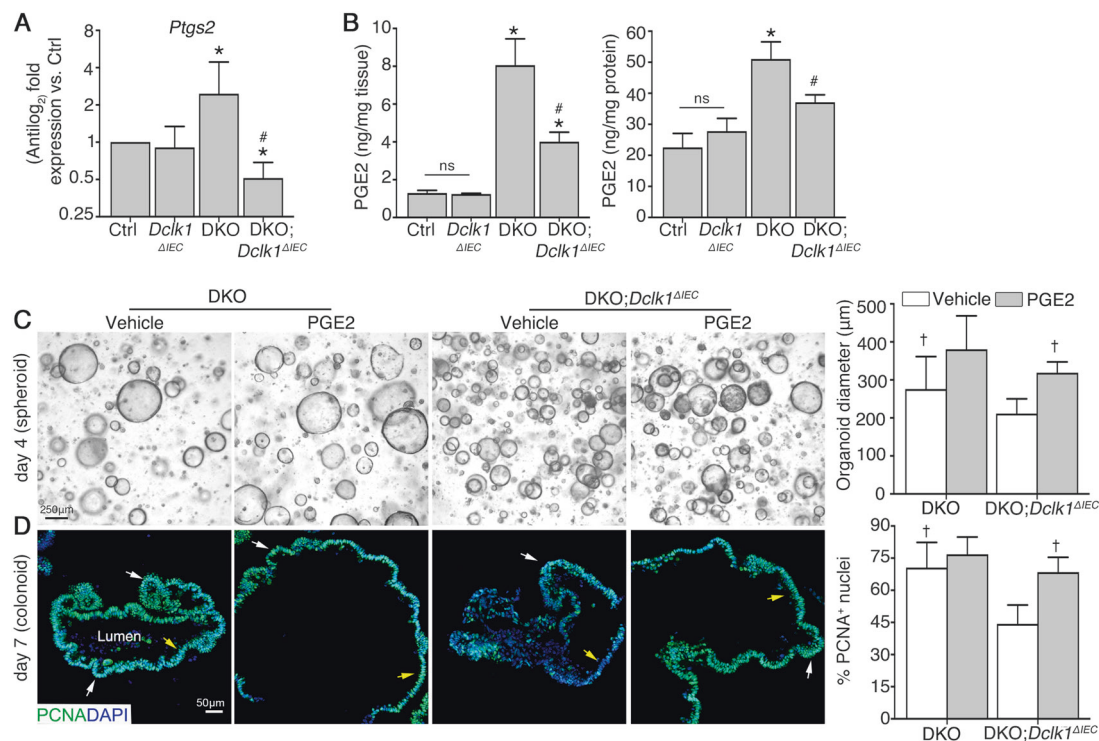 A
Ptgs2
(Antilog2) fold
expression vs. Ctrl
8
4
2
1
0.5
0.25
*
#
*
Ctrl
Dclk1
ΔIEC
DKO
DKO;
Dclk1ΔIEC
B
PGE2 (ng/mg tissue)
10
8
6
4
2
0
ns
*
#
*
Ctrl
Dclk1
ΔIEC
DKO
DKO;
Dclk1ΔIEC
PGE2 (ng/mg protein)
60
50
40
30
20
10
0
ns
*
#
Ctrl
Dclk1
ΔIEC
DKO
DKO;
Dclk1ΔIEC
DKO
DKO;Dclk1ΔIEC
C
Vehicle
PGE2
Vehicle
PGE2
day 4 (spheroid)
250µm
Vehicle
PGE2
Organoid diameter (µm)
500
400
300
200
100
0
†
†
DKO
DKO;Dclk1ΔIEC
D
day 7 (colonoid)
Lumen
PCNADAPI
50µm
% PCNA+ nuclei
90
75
60
45
30
15
0
†
†
DKO
DKO;Dclk1ΔIEC